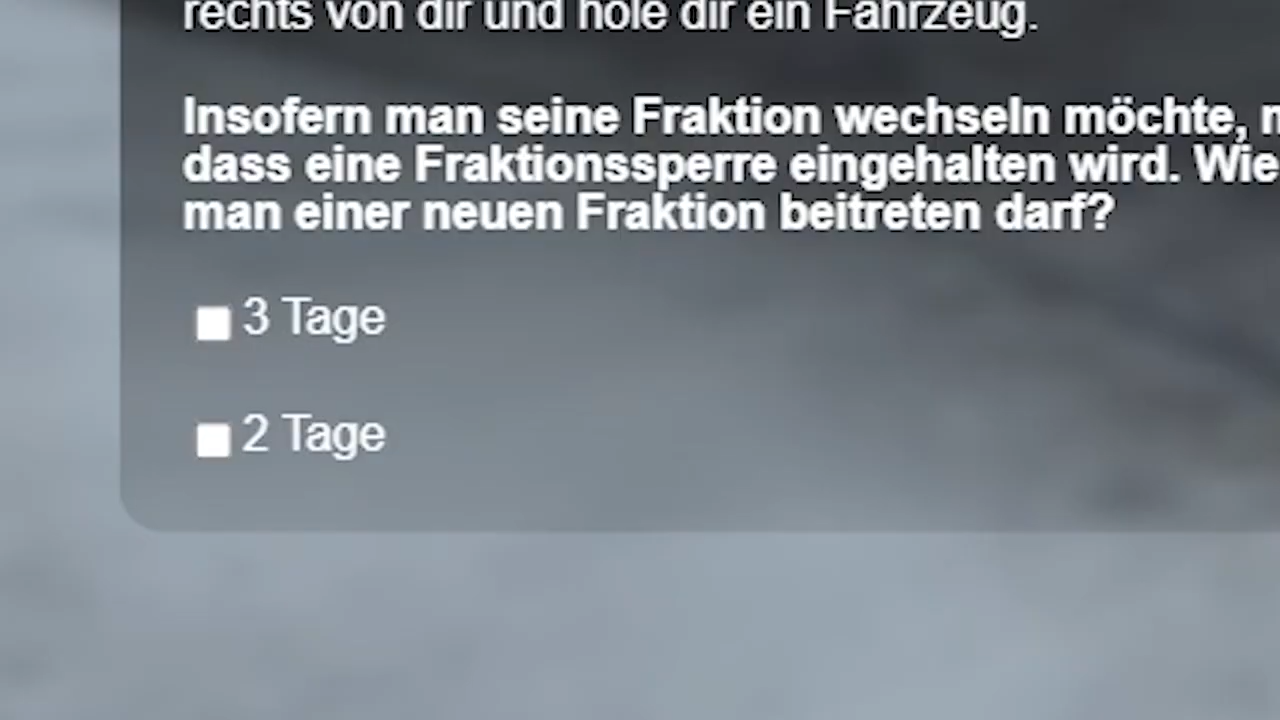 rechts von dir und hole dir ein Fahrzeug.
Insofern man seine Fraktion wechseln möchte,
dass eine Fraktionssperre eingehalten wird. Wie
man einer neuen Fraktion beitreten darf?
3 Tage
2 Tage